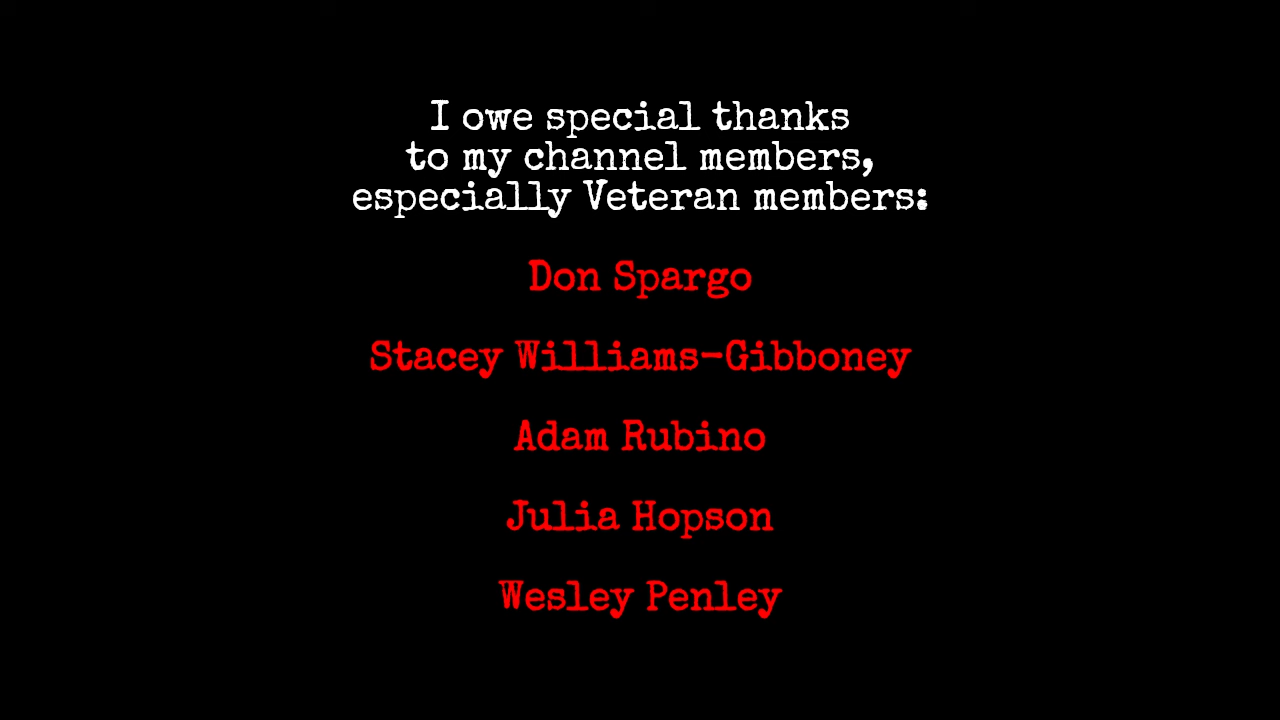 I owe special thanks
to my channel members,
especially Veteran members:
Don Spargo
Stacey Williams-Gibboney
Adam Rubino
Julia Hopson
Wesley Penley